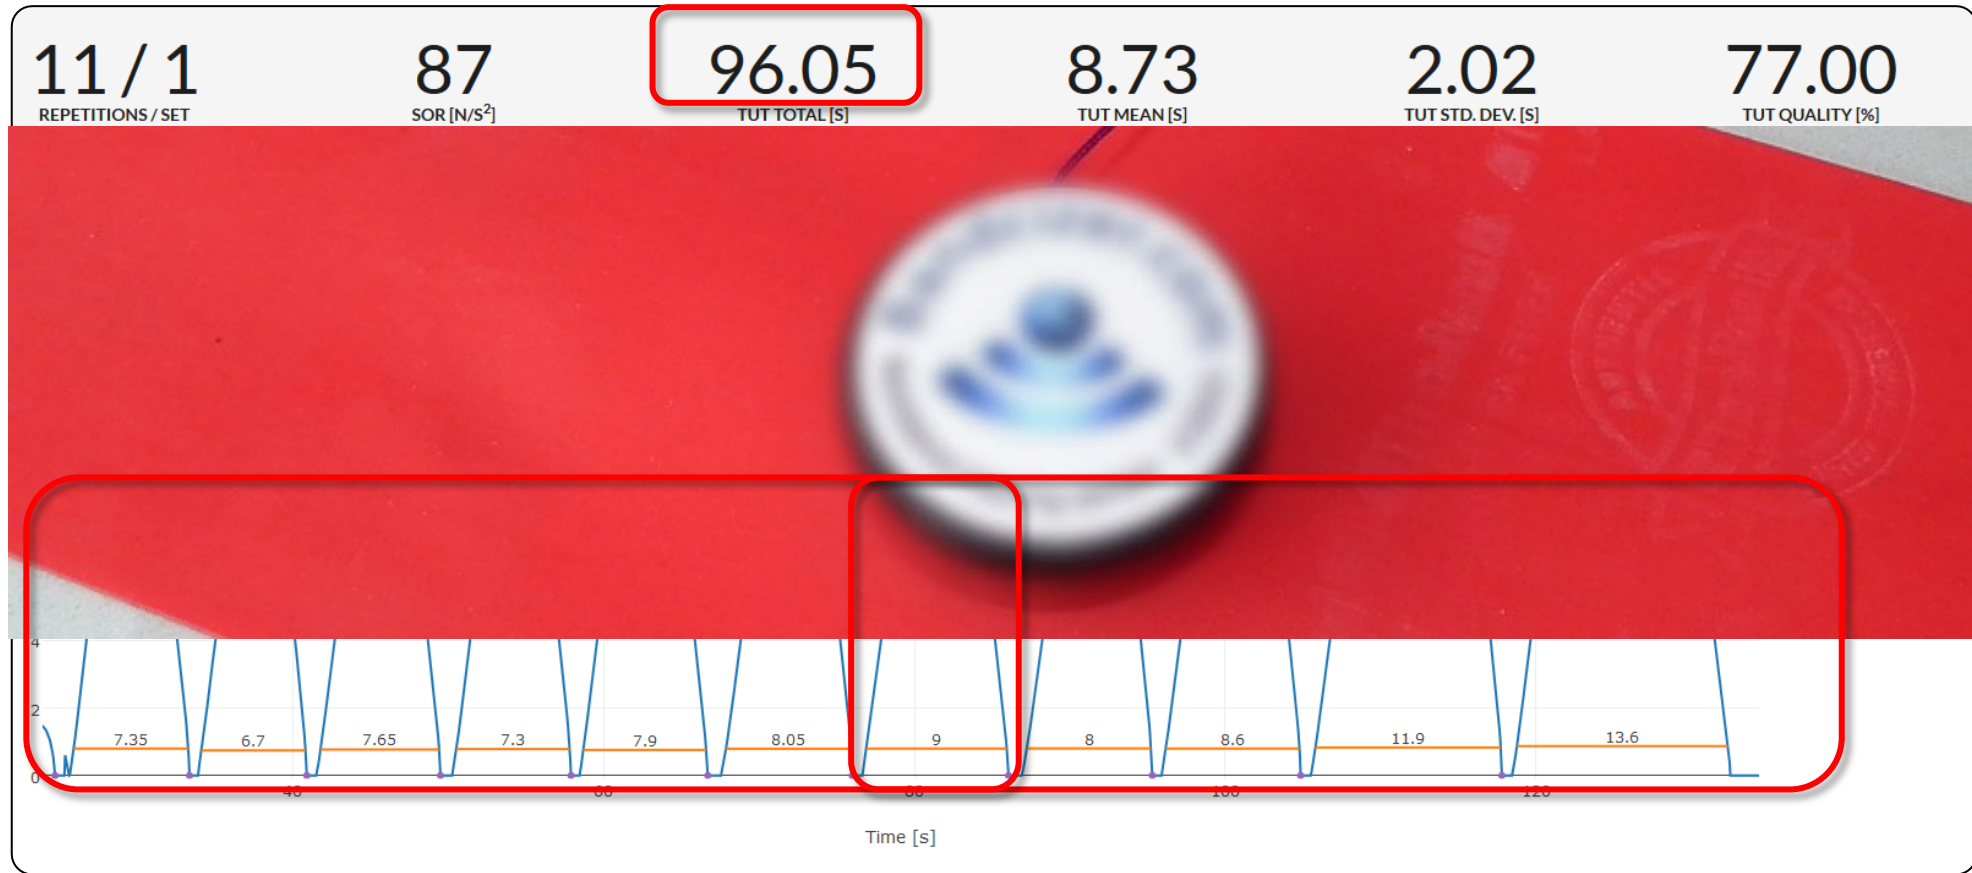 11 / 1
REPETITIONS / SET
87
SOR [N/S²]
96.05
TUT TOTAL [S]
8.73
TUT MEAN [S]
2.02
TUT STD. DEV. [S]
77.00
TUT QUALITY [%]
4
2
7.35 6.7 7.65 7.3 7.9 8.05 9 8 8.6 11.9 13.6
0
40 60 80 100 120
Time [s]